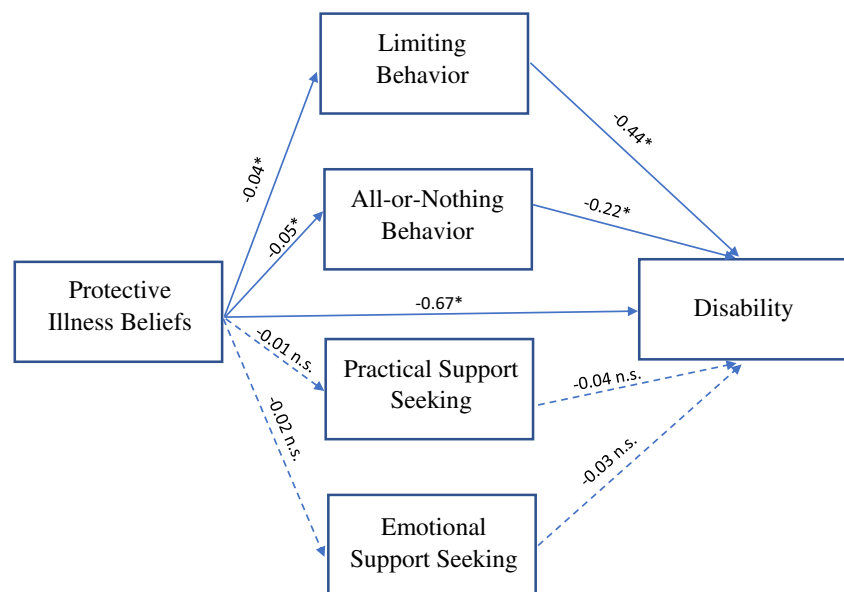 Limiting
Behavior
-0.44*
-0.04*
All-or-Nothing
Behavior
-0.22*
-0.05*
Protective
Illness Beliefs
-0.67*
Disability
-0.01 n.s.
Practical Support
Seeking
-0.04 n.s.
-0.02 n.s.
-0.03 n.s.
Emotional
Support Seeking